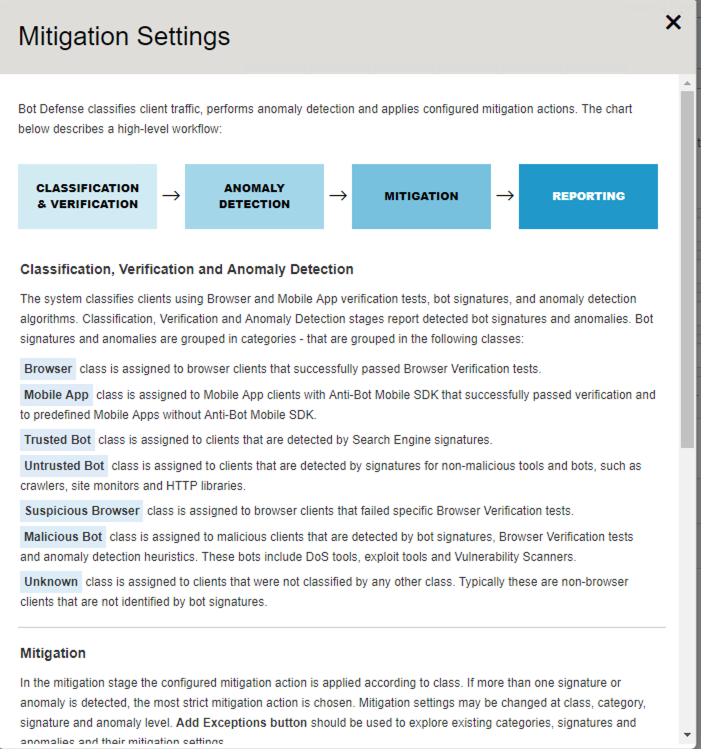 Mitigation Settings
Bot Defense classifies client traffic, performs anomaly detection and applies configured mitigation actions. The chart
below describes a high-level workflow:
CLASSIFICATION
& VERIFICATION
ANOMALY
DETECTION
MITIGATION
REPORTING
Classification, Verification and Anomaly Detection
The system classifies clients using Browser and Mobile App verification tests, bot signatures, and anomaly detection
algorithms. Classification, Verification and Anomaly Detection stages report detected bot signatures and anomalies. Bot
signatures and anomalies are grouped in categories - that are grouped in the following classes:
Browser class is assigned to browser clients that successfully passed Browser Verification tests.
Mobile App class is assigned to Mobile App clients with Anti-Bot Mobile SDK that successfully passed verification and
to predefined Mobile Apps without Anti-Bot Mobile SDK.
Trusted Bot class is assigned to clients that are detected by Search Engine signatures.
Untrusted Bot class is assigned to clients that are detected by signatures for non-malicious tools and bots, such as
crawlers, site monitors and HTTP libraries.
Suspicious Browser class is assigned to browser clients that failed specific Browser Verification tests.
Malicious Bot class is assigned to malicious clients that are detected by bot signatures, Browser Verification tests
and anomaly detection heuristics. These bots include DoS tools, exploit tools and Vulnerability Scanners.
Unknown class is assigned to clients that were not classified by any other class. Typically these are non-browser
clients that are not identified by bot signatures.
Mitigation
In the mitigation stage the configured mitigation action is applied according to class. If more than one signature or
anomaly is detected, the most strict mitigation action is chosen. Mitigation settings may be changed at class, category,
signature and anomaly level. Add Exceptions button should be used to explore existing categories, signatures and
anomalies and their mitigation settings